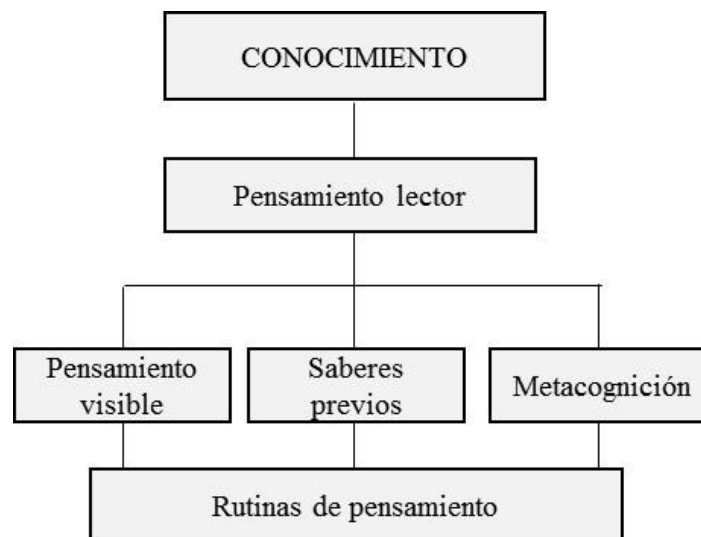 CONOCIMIENTO
Pensamiento lector
Pensamiento
visible
Saberes
previos
Metacognición
Rutinas de pensamiento